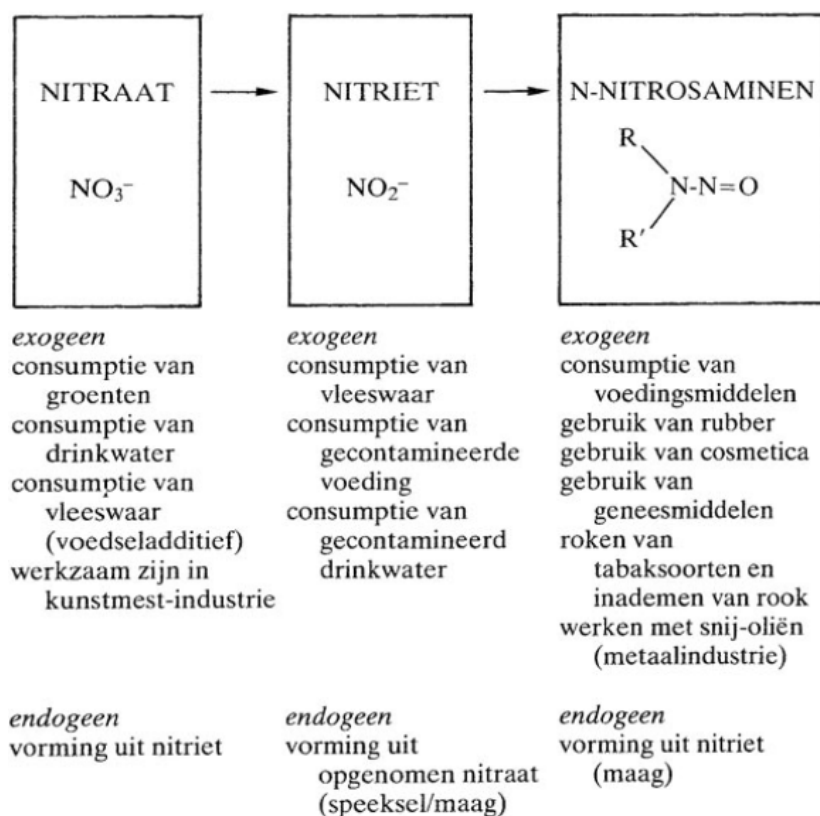 NITRAAT
NO₃⁻
NITRIET
NO₂⁻
N-NITROSAMINEN
R
N-N=O
R′
exogeen
consumptie van
groenten
consumptie van
drinkwater
consumptie van
vleeswaar
(voedseladditief)
werkzaam zijn in
kunstmest-industrie
endogeen
vorming uit nitriet
exogeen
consumptie van
vleeswaar
consumptie van
gecontamineerde
voeding
consumptie van
gecontamineerd
drinkwater
endogeen
vorming uit
opgenomen nitraat
(speeksel/maag)
exogeen
consumptie van
voedingsmiddelen
gebruik van rubber
gebruik van cosmetica
gebruik van
geneesmiddelen
roken van
tabaksoorten en
inademen van rook
werken met snij-oliën
(metaalindustrie)
endogeen
vorming uit nitriet
(maag)